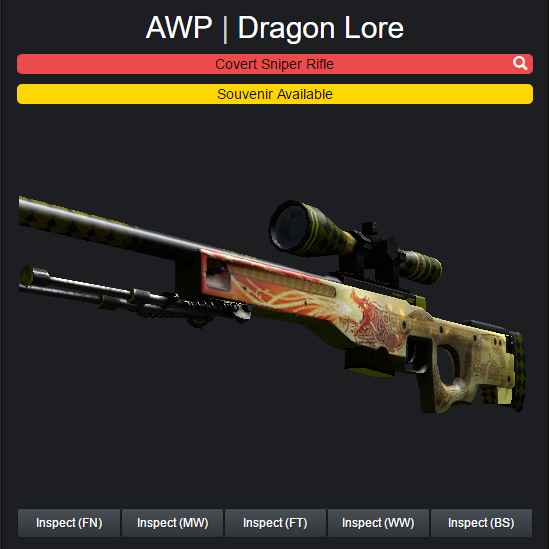 AWP | Dragon Lore
Covert Sniper Rifle
Souvenir Available
Inspect (FN) Inspect (MW) Inspect (FT) Inspect (WW) Inspect (BS)